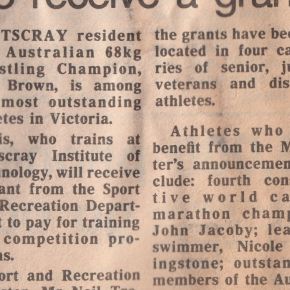 o receive a gran
TSCRAY resident
Australian 68kg
stling Champion,
Brown, is among
most outstanding
etes in Victoria.
is, who trains at
scray Institute of
nology, will receive
ant from the Sport
Recreation Depart-
t to pay for training
competition pro-
ms.
ort and Recreation
the grants have bee
located in four ca
ries of senior, ju
veterans and dis
athletes.
Athletes who
benefit from the M
ter's announcemen
clude: fourth cons
tive world ca
marathon champ
John Jacoby; lea
swimmer, Nicole
ingstone; outstan
members of the Au